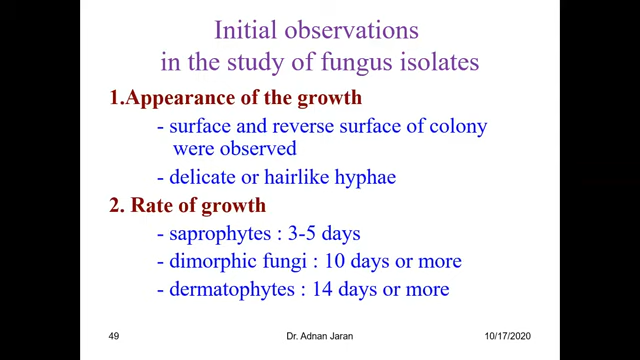 Initial observations
in the study of fungus isolates
1.Appearance of the growth
- surface and reverse surface of colony
were observed
- delicate or hairlike hyphae
2. Rate of growth
- saprophytes : 3-5 days
- dimorphic fungi : 10 days or more
- dermatophytes : 14 days or more
49 Dr. Adnan Jaran 10/17/2020